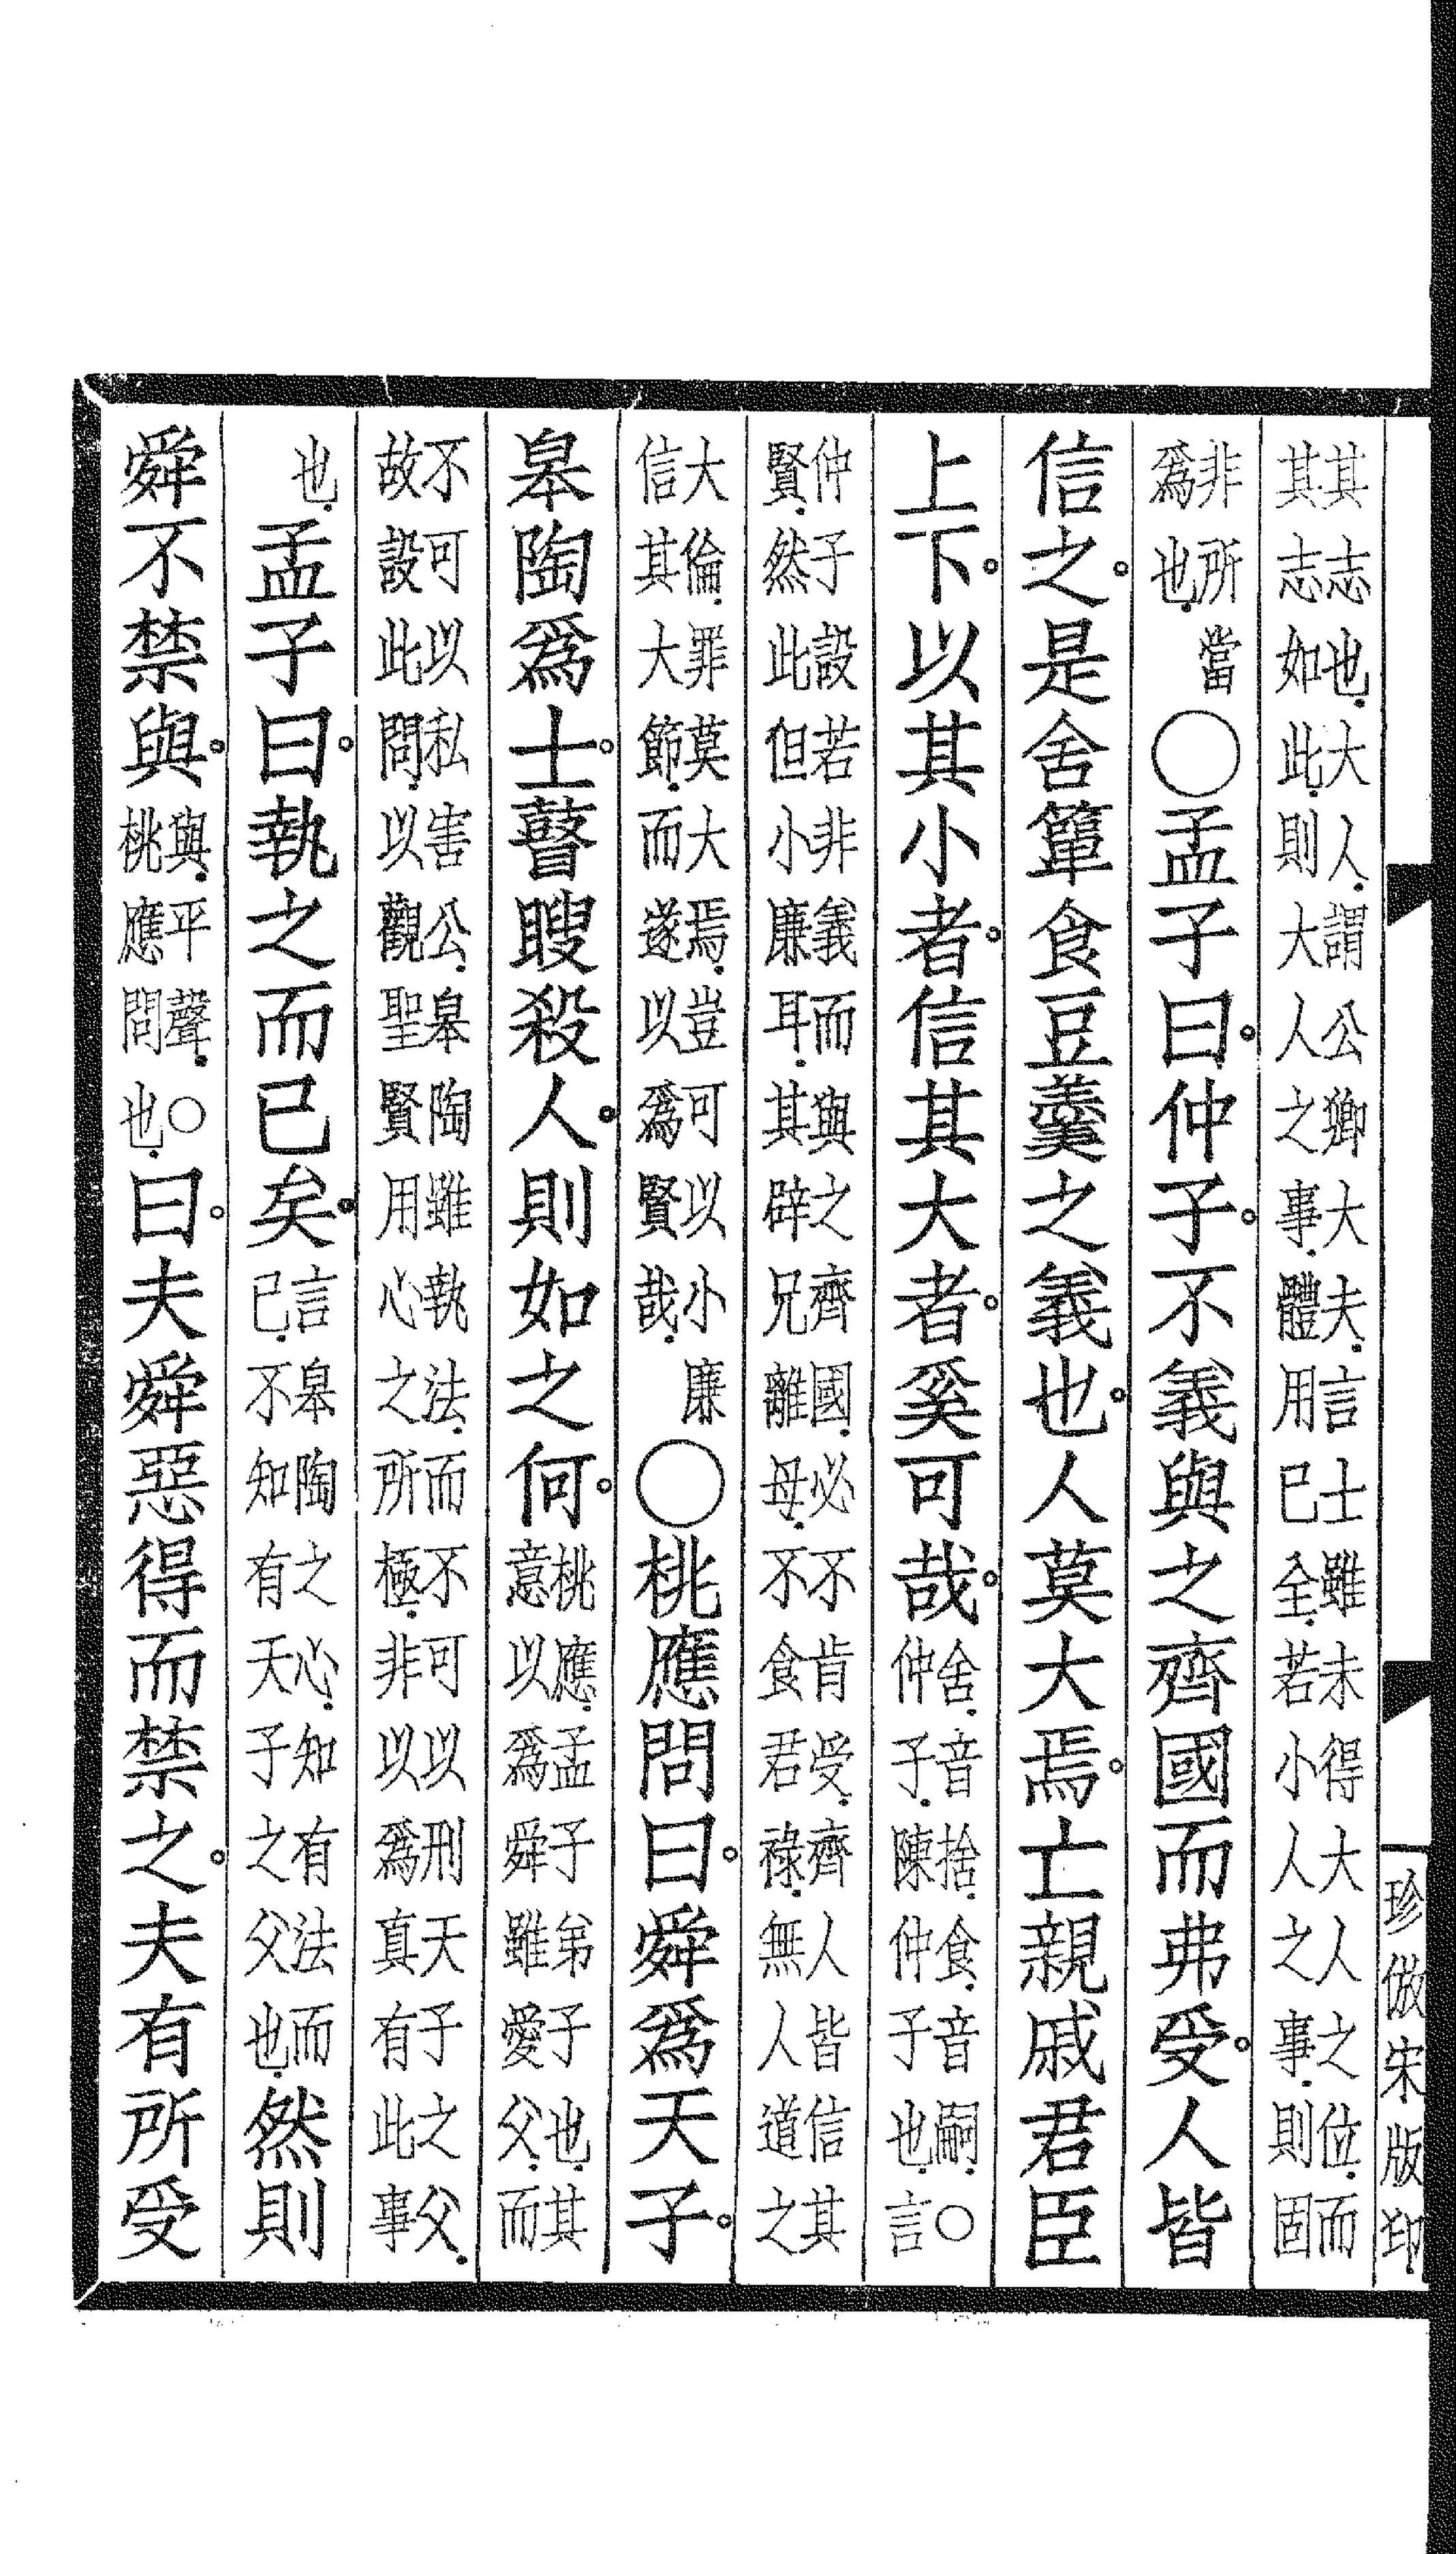 其志也。大人。謂公卿大夫。言士雖未得大人之位。而其志如此。則大人之事。體用已全。若小人之事。則固
非所當爲也。○孟子曰。仲子。不義與之齊國而弗受。人皆
信之。是舍簞食豆羹之義也。人莫大焉。亡親戚君臣
上下。以其小者。信其大者。奚可哉。舍。音捨。食。音嗣。○仲子。陳仲子也。言
仲子設若非義而與之齊國。必不肯受。齊人皆信其賢。然此但小廉耳。其辟兄離母。不食君祿。無人道之
大倫。罪莫大焉。豈可以小廉信其大節。而遂以爲賢哉。○桃應問曰。舜爲天子。
皋陶爲士。瞽瞍殺人。則如之何。桃應。孟子弟子也。其意以爲舜雖愛父。而
不可以私害公。皋陶雖執法。而不可以刑天子之父。故設此問。以觀聖賢用心之所極。非以爲真有此事
也。孟子曰。執之而已矣。言皋陶之心。知有法而已。不知有天子之父也。然則
舜不禁與。與。平聲。○桃應問也。曰。夫舜惡得而禁之。夫有所受
珍倣宋版印